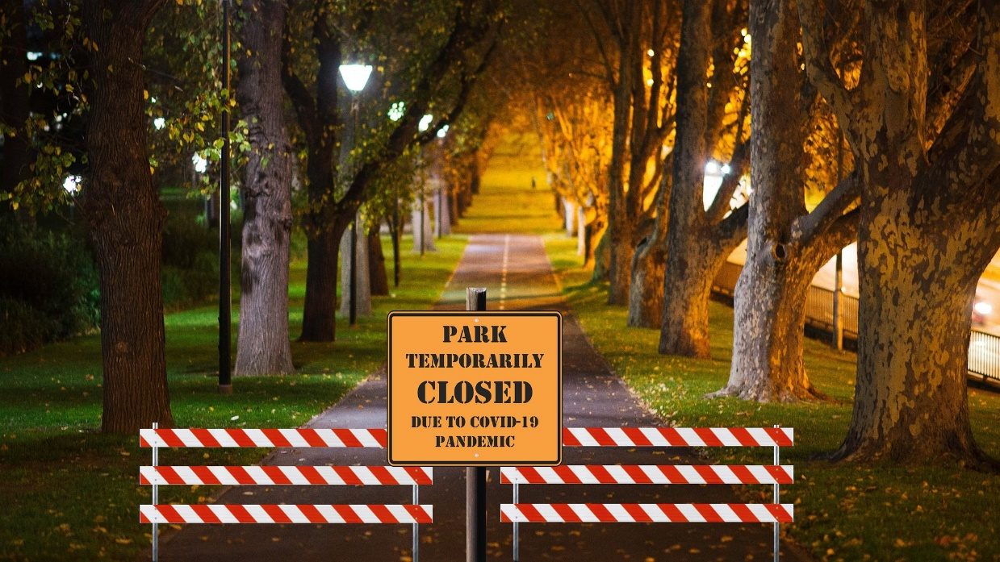 PARK
TEMPORARILY
CLOSED
DUE TO COVID-19
PANDEMIC